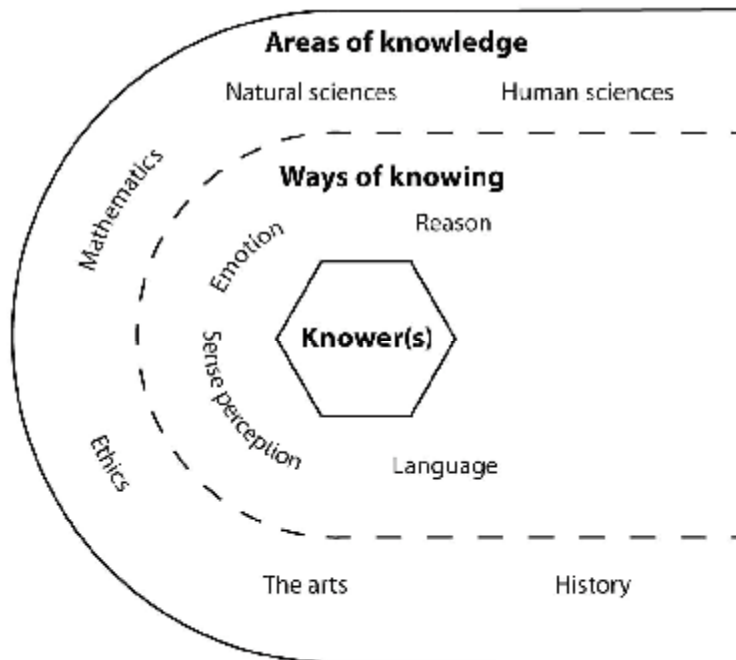 Areas of knowledge
Natural sciences
Human sciences
Mathematics
Ways of knowing
Emotion
Reason
Knower(s)
Sense perception
Language
Ethics
The arts
History